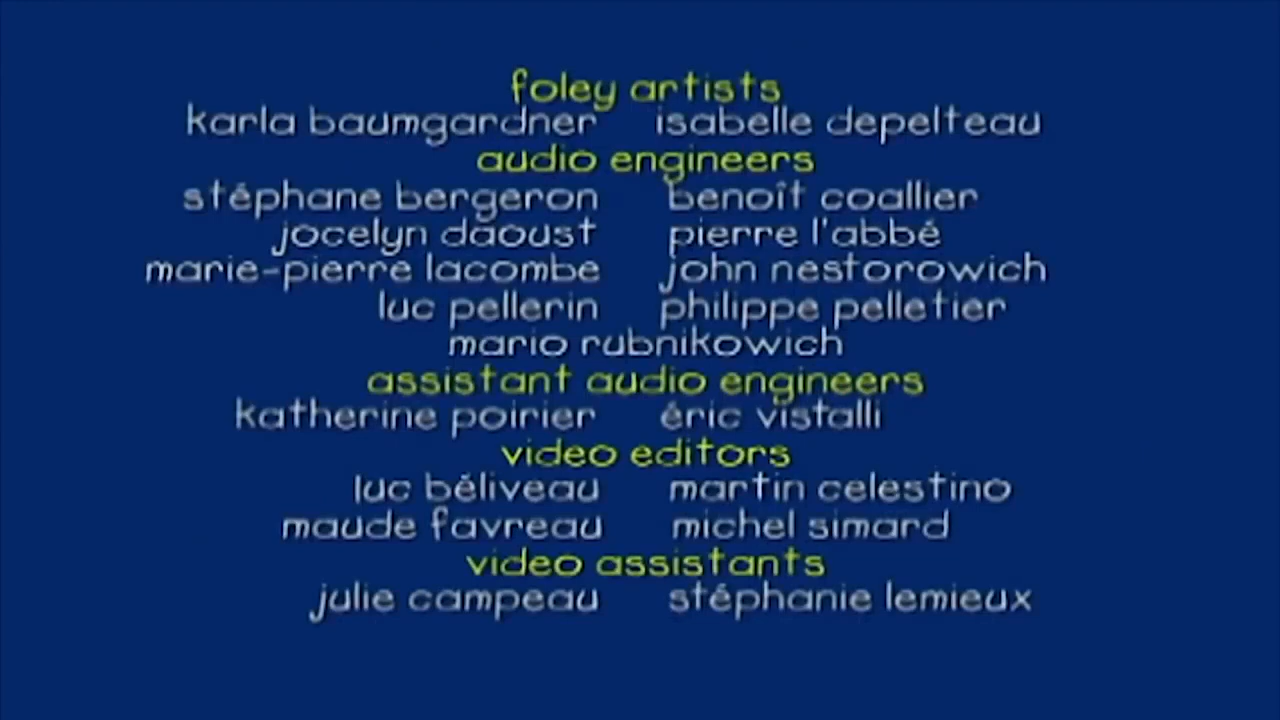 foley artists
karla baumgardner isabelle depelteau
audio engineers
stéphane bergeron benoît coallier
jocelyn daoust pierre l'abbé
marie-pierre lacombe john nestorowich
luc pellerin philippe pelletier
mario rubnikowich
assistant audio engineers
katherine poirier éric vistalli
video editors
luc béliveau martin celestino
maude favreau michel simard
video assistants
julie campeau stéphanie lemieux